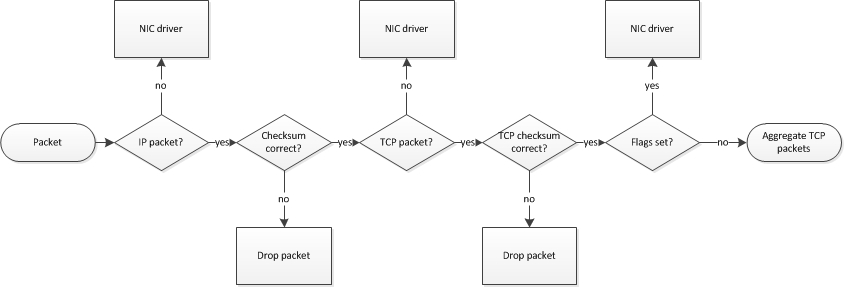 NIC driver
NIC driver
NIC driver
no
no
yes
Packet
IP packet?
yes
Checksum
correct?
yes
TCP packet?
yes
TCP checksum
correct?
yes
Flags set?
no
Aggregate TCP
packets
no
no
Drop packet
Drop packet